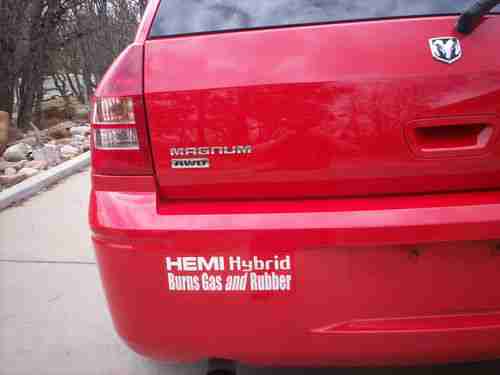 MAGNUM
AWD
HEMI Hybrid
Burns Gas and Rubber